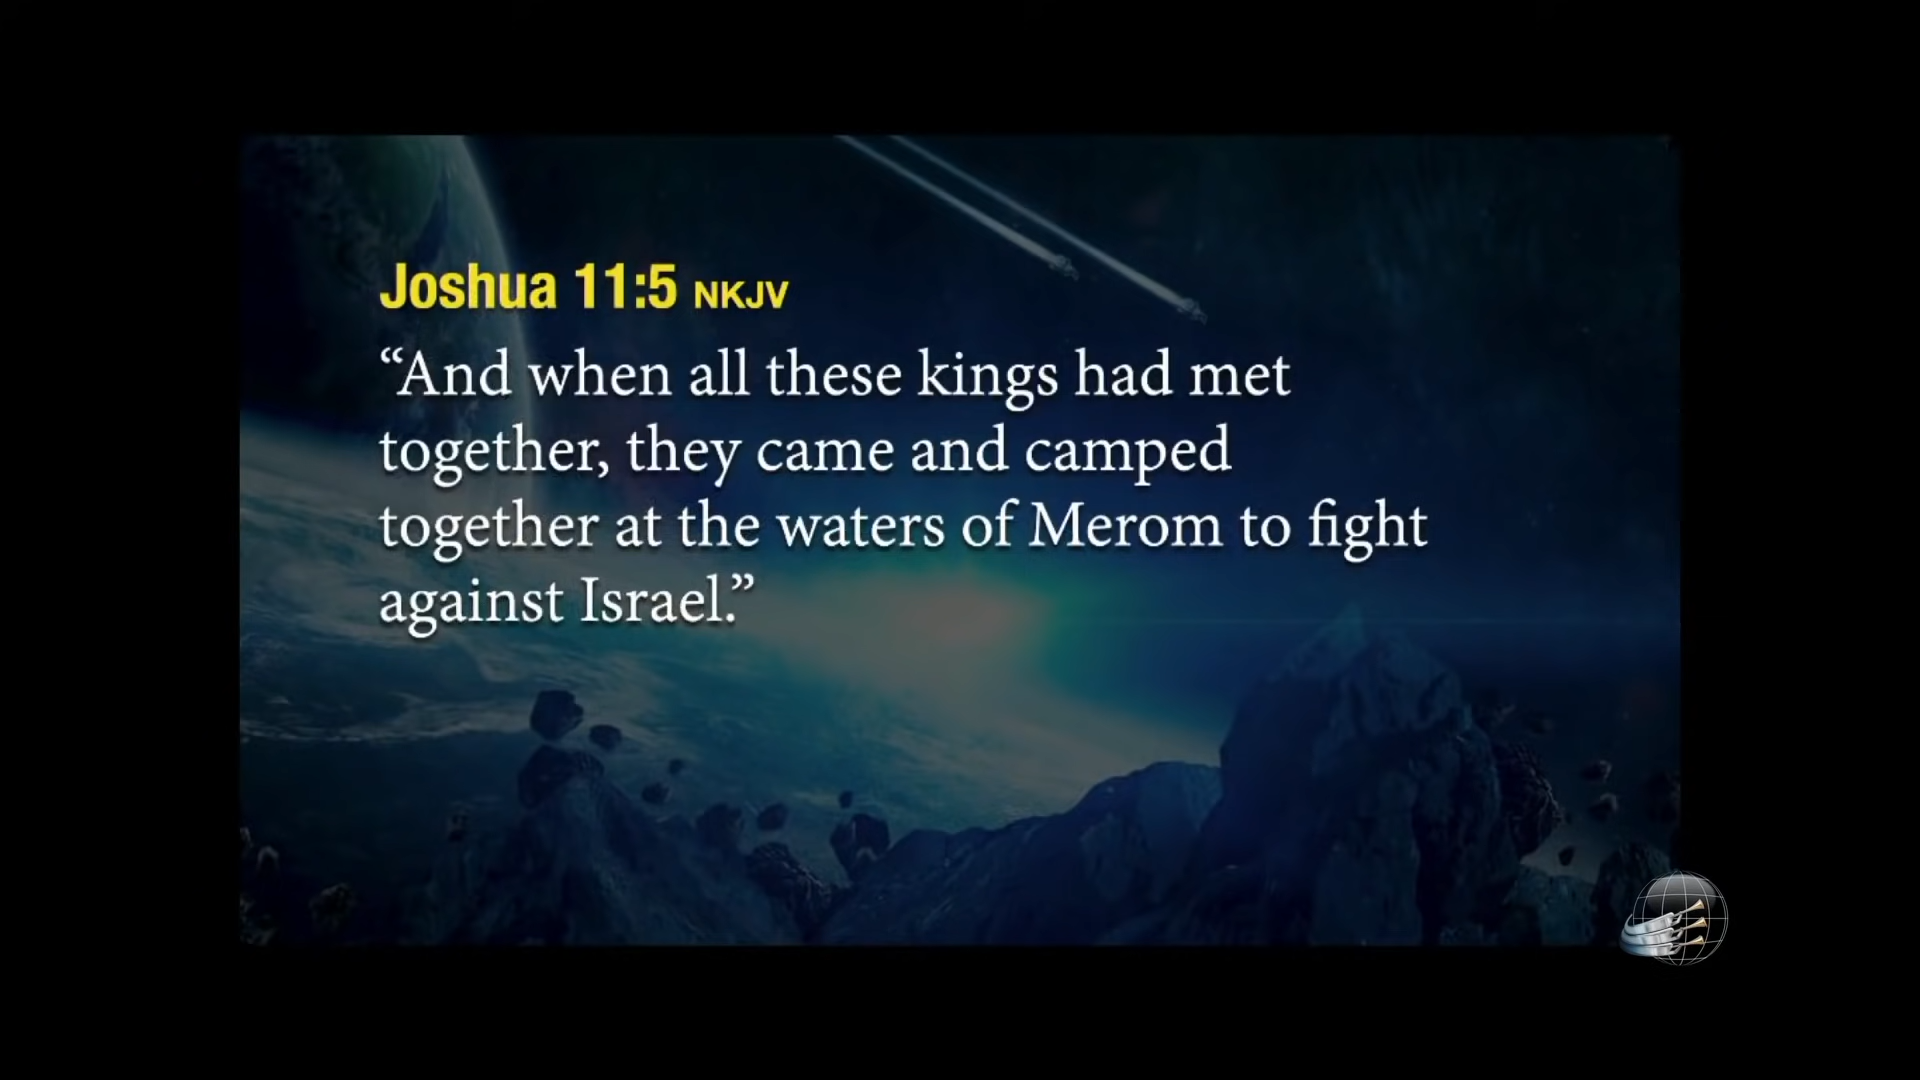 Joshua 11:5 NKJV
“And when all these kings had met
together, they came and camped
together at the waters of Merom to fight
against Israel.”